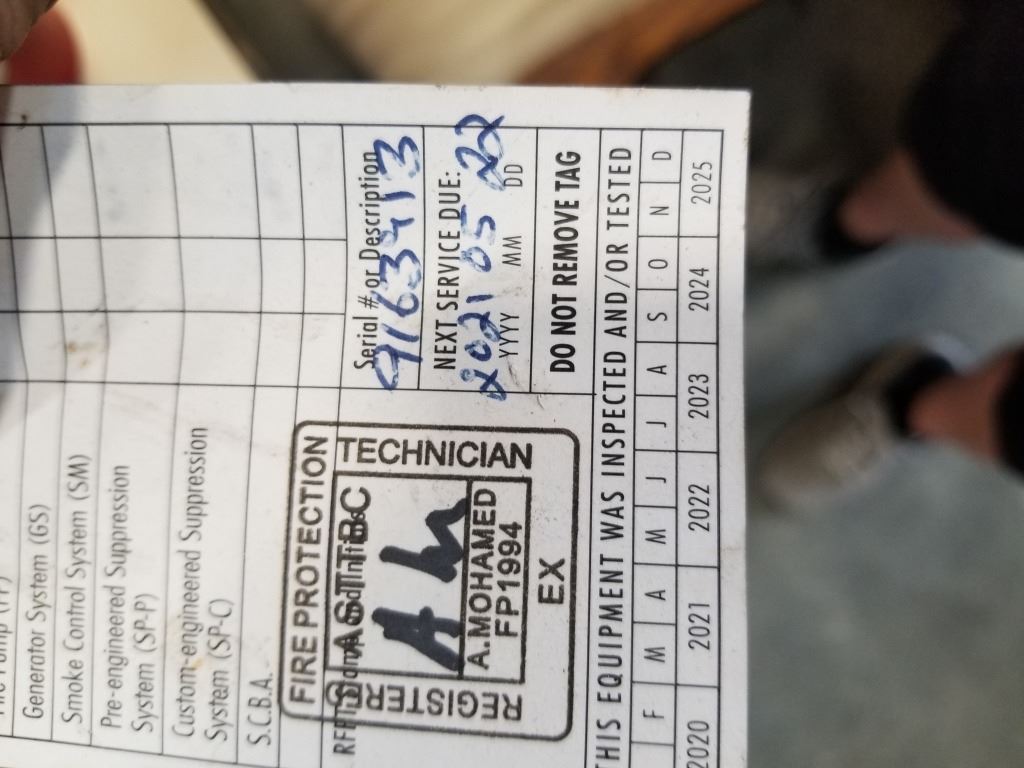 Generator System (GS)
Smoke Control System (SM)
Pre-engineered Suppression
System (SP-P)
Custom-engineered Suppression
System (SP-C)
S.C.B.A.
FIRE PROTECTION
REGISTERED
TECHNICIAN
ASTTBC
A.MOHAMED
FP1994
EX
Serial # or Description
NEXT SERVICE DUE:
2021 05 22
YYYY MM DD
DO NOT REMOVE TAG
THIS EQUIPMENT WAS INSPECTED AND/OR TESTED
F M A M J J A S O N D
2020 2021 2022 2023 2024 2025